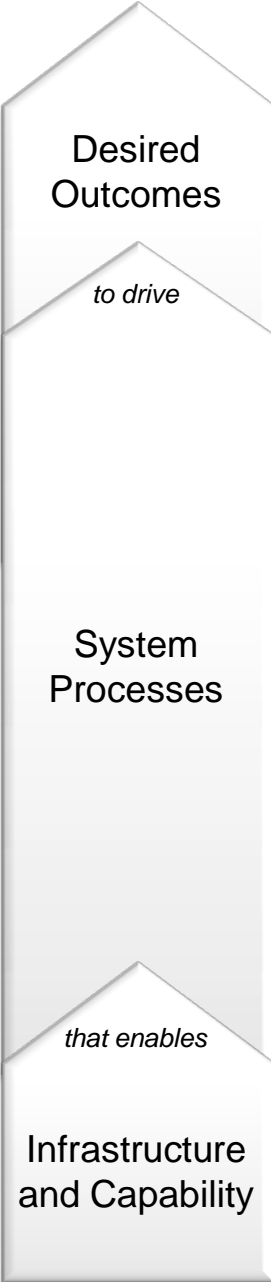 Desired
Outcomes
to drive
System
Processes
that enables
Infrastructure
and Capability